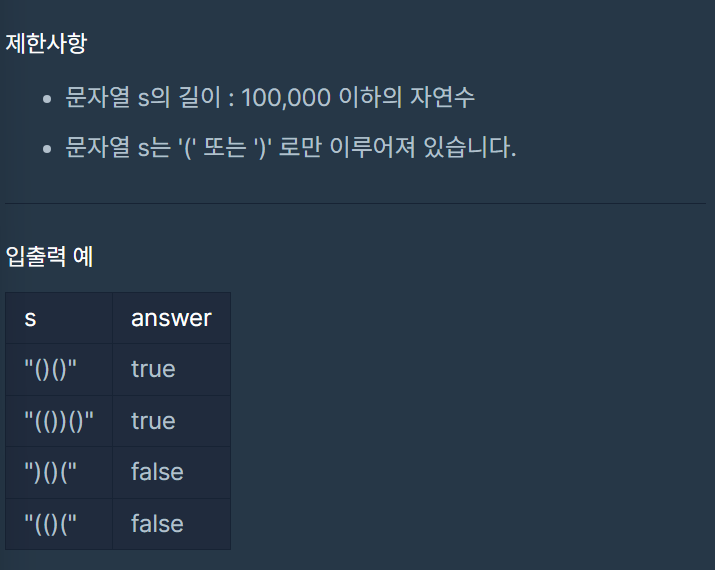 제한사항
문자열 s의 길이 : 100,000 이하의 자연수
문자열 s는 '(' 또는 ')' 로만 이루어져 있습니다.
입출력 예
s answer
"()()" true
"(())()" true
")()(" false
"(()(" false